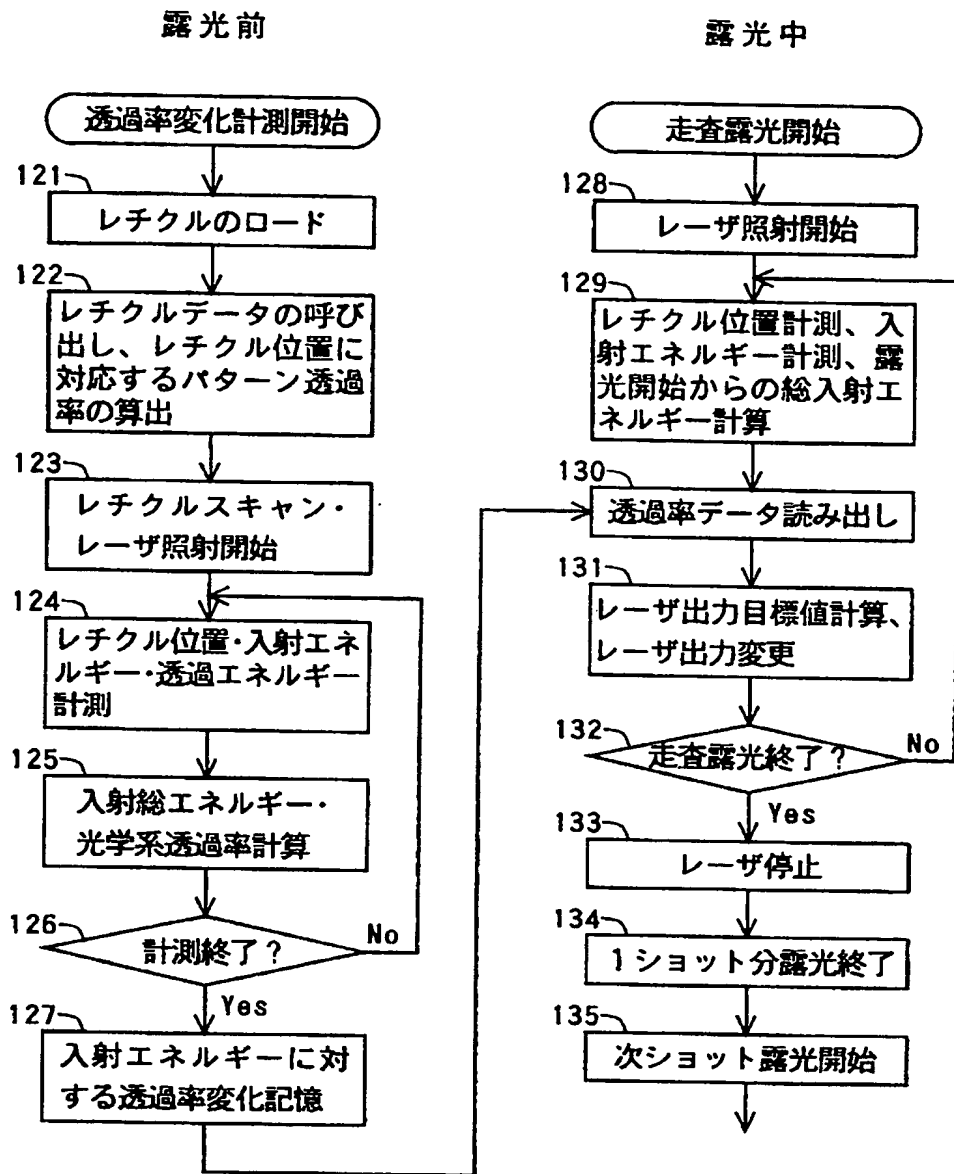 露光前
透過率変化計測開始
121
レチクルのロード
122
レチクルデータの呼び
出し、レチクル位置に
対応するパターン透過
率の算出
123
レチクルスキャン・
レーザ照射開始
124
レチクル位置・入射エネ
ルギー・透過エネルギー
計測
125
入射総エネルギー・
光学系透過率計算
126
計測終了?
No
Yes
127
入射エネルギーに対
する透過率変化記憶
露光中
走査露光開始
128
レーザ照射開始
129
レチクル位置計測、入
射エネルギー計測、露
光開始からの総入射エ
ネルギー計算
130
透過率データ読み出し
131
レーザ出力目標値計算、
レーザ出力変更
132
走査露光終了?
No
Yes
133
レーザ停止
134
1ショット分露光終了
135
次ショット露光開始